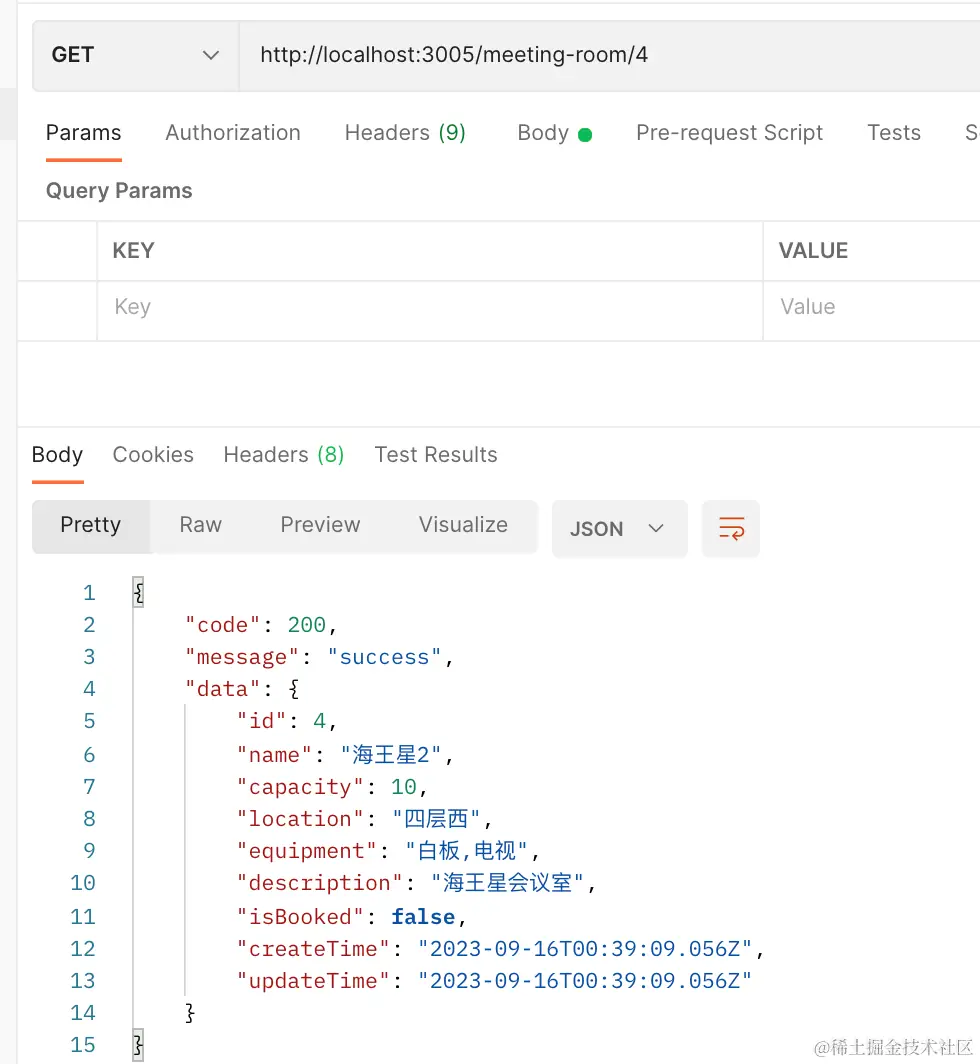 GET http://localhost:3005/meeting-room/4
Params Authorization Headers (9) Body Pre-request Script Tests S
Query Params
KEY VALUE
Key Value
Body Cookies Headers (8) Test Results
Pretty Raw Preview Visualize JSON
1 {
2 "code": 200,
3 "message": "success",
4 "data": {
5 "id": 4,
6 "name": "海王星2",
7 "capacity": 10,
8 "location": "四层西",
9 "equipment": "白板,电视",
10 "description": "海王星会议室",
11 "isBooked": false,
12 "createTime": "2023-09-16T00:39:09.056Z",
13 "updateTime": "2023-09-16T00:39:09.056Z"
14 }
15 }
@稀土掘金技术社区